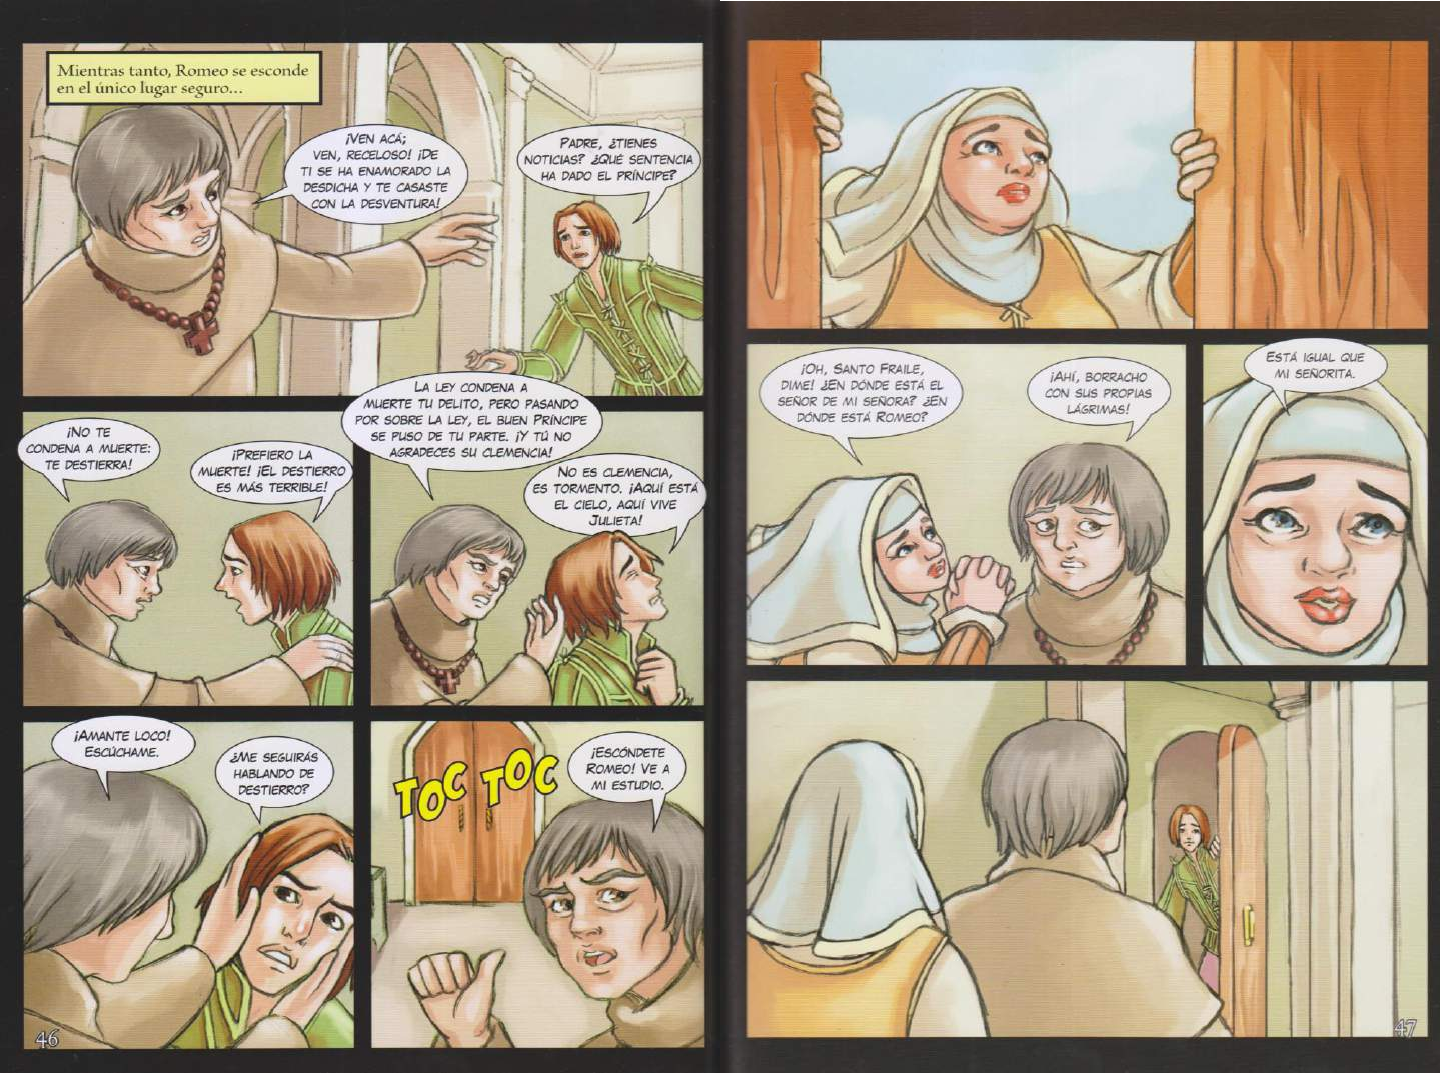 Mientras tanto, Romeo se esconde
en el único lugar seguro...
¡VEN ACÁ;
VEN, RECELOSO! ¡DE
TI SE HA ENAMORADO LA
DESDICHA Y TE CASASTE
CON LA DESVENTURA!
PADRE, ¿TIENES
NOTICIAS? ¿QUÉ SENTENCIA
HA DADO EL PRÍNCIPE?
¡NO TE
CONDENA A MUERTE:
TE DESTIERRA!
¡PREFIERO LA
MUERTE! ¡EL DESTIERRO
ES MÁS TERRIBLE!
LA LEY CONDENA A
MUERTE TU DELITO, PERO PASANDO
POR SOBRE LA LEY, EL BUEN PRÍNCIPE
SE PUSO DE TU PARTE. ¡Y TÚ NO
AGRADECES SU CLEMENCIA!
NO ES CLEMENCIA,
ES TORMENTO. ¡AQUÍ ESTÁ
EL CIELO, AQUÍ VIVE
JULIETA!
¡AMANTE LOCO!
ESCÚCHAME.
¿ME SEGUIRÁS
HABLANDO DE
DESTIERRO?
TOC TOC
¡ESCÓNDETE
ROMEO! VE A
MI ESTUDIO.
46
¡OH, SANTO FRAILE,
DIME! ¿EN DÓNDE ESTÁ EL
SEÑOR DE MI SEÑORA? ¿EN
DÓNDE ESTÁ ROMEO?
¡AHÍ, BORRACHO
CON SUS PROPIAS
LÁGRIMAS!
ESTÁ IGUAL QUE
MI SEÑORITA.
47